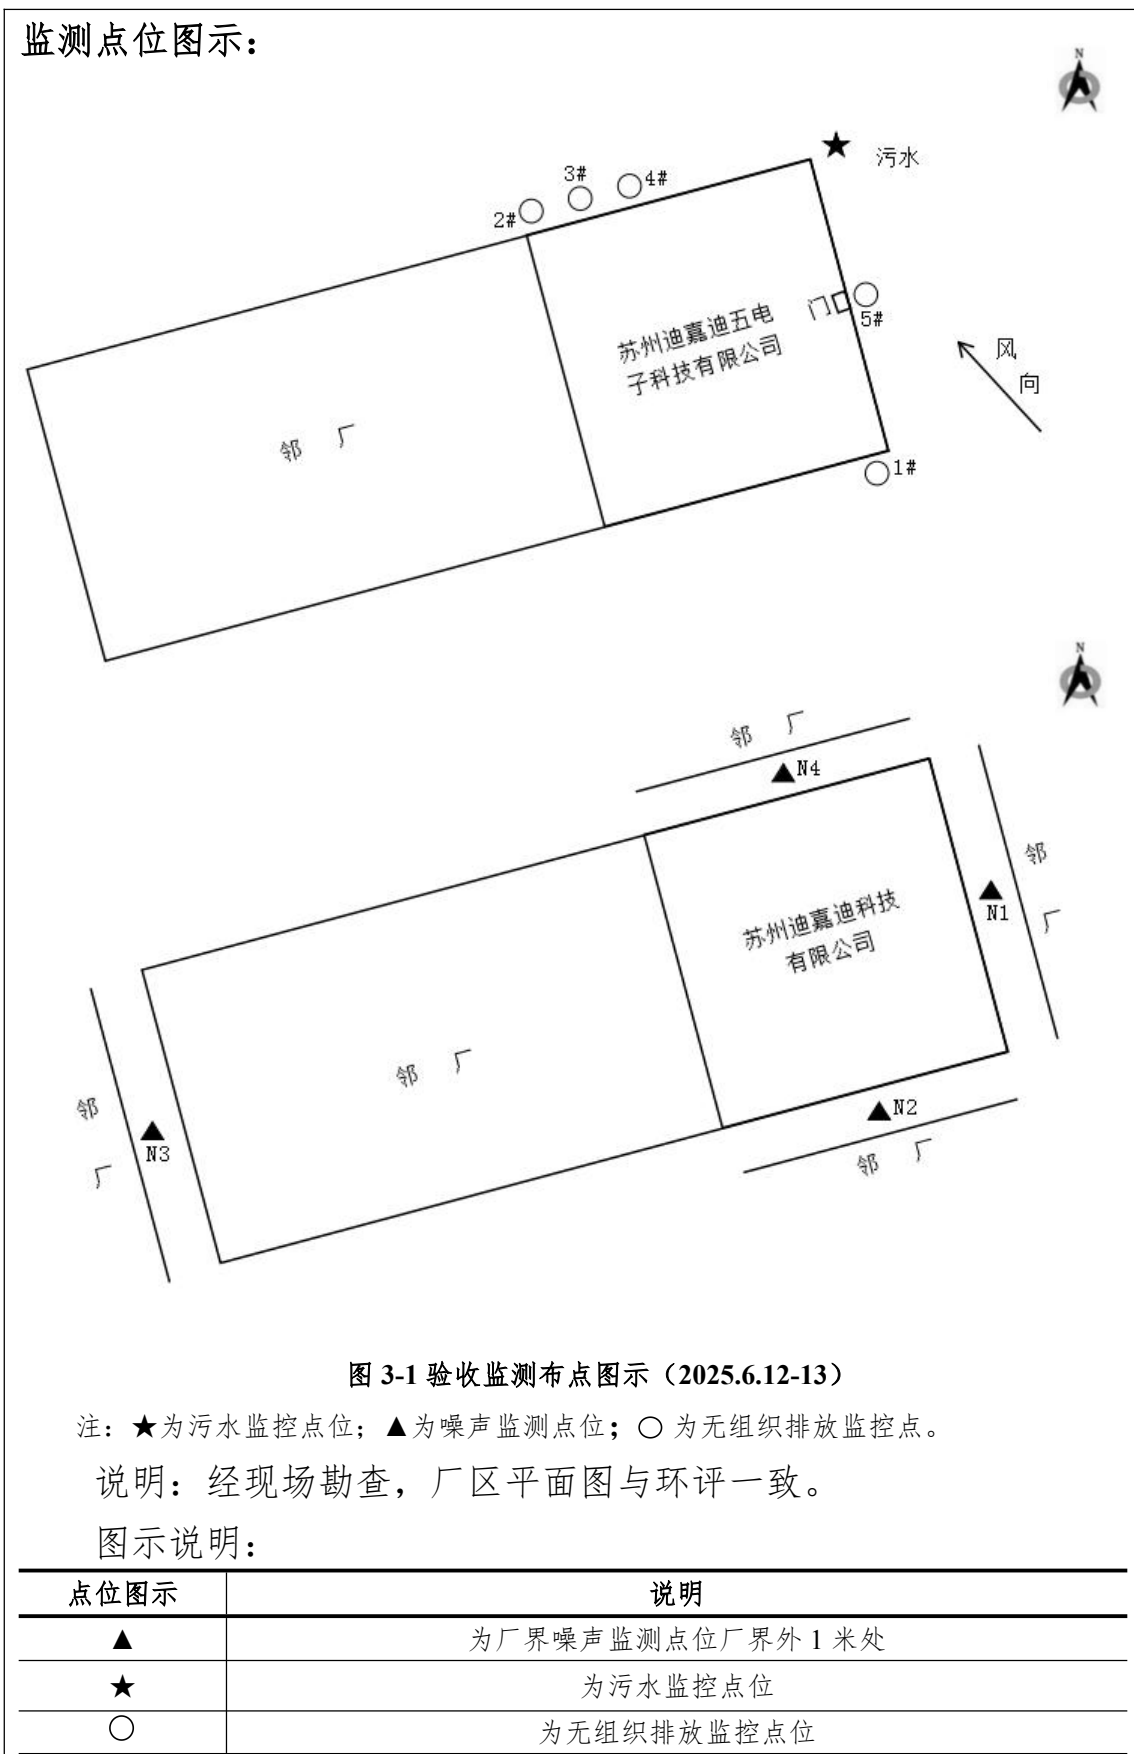 监测点位图示：
N
污水
3#
4#
2#
门
5#
苏州迪嘉迪五电
子科技有限公司
风
向
邻 厂
1#
N
邻 厂
N4
邻
厂
N1
苏州迪嘉迪科技
有限公司
邻 厂
邻
厂
N3
N2
邻 厂
图 3-1 验收监测布点图示（2025.6.12-13）
注：★为污水监控点位；▲为噪声监测点位；○ 为无组织排放监控点。
说明：经现场勘查，厂区平面图与环评一致。
图示说明：
点位图示 说明
▲ 为厂界噪声监测点位厂界外 1 米处
★ 为污水监控点位
○ 为无组织排放监控点位